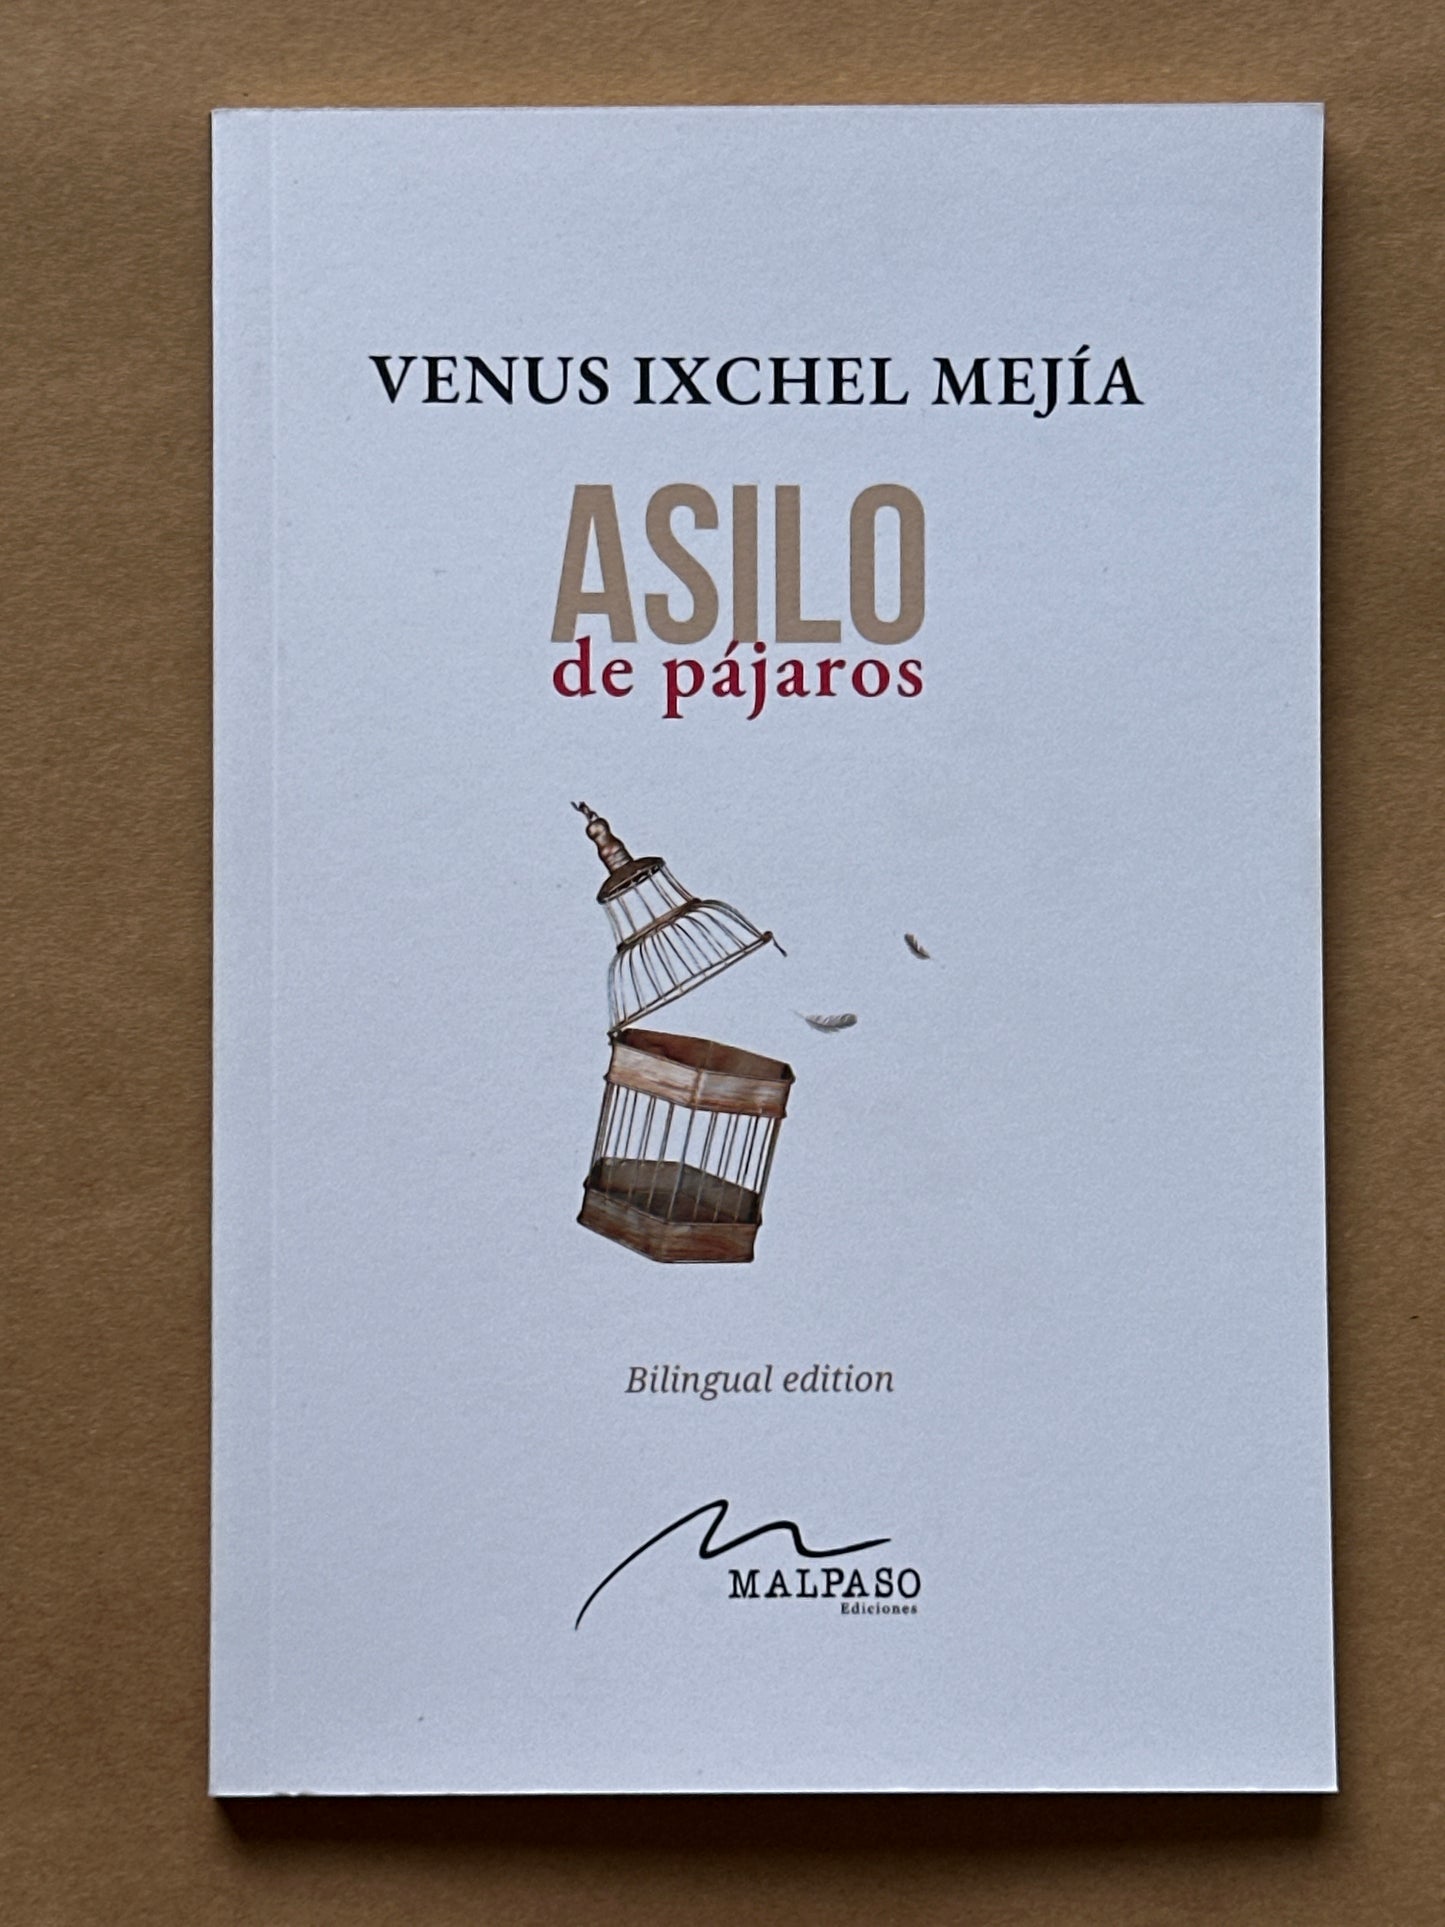 VENUS IXCHEL MEJÍA
ASILO
de pájaros
Bilingual edition
MALPASO
Ediciones